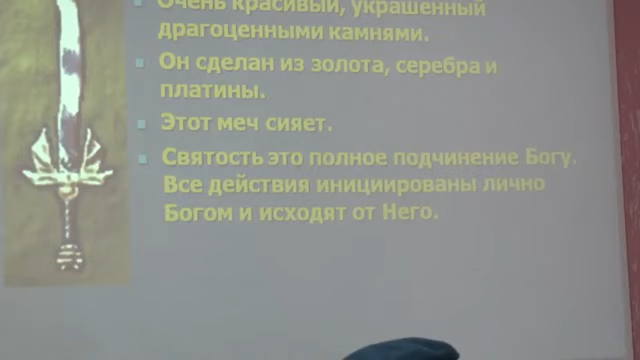 Очень красивый, украшенный
драгоценными камнями.
Он сделан из золота, серебра и
платины.
Этот меч сияет.
Святость это полное подчинение Богу.
Все действия инициированы лично
Богом и исходят от Него.